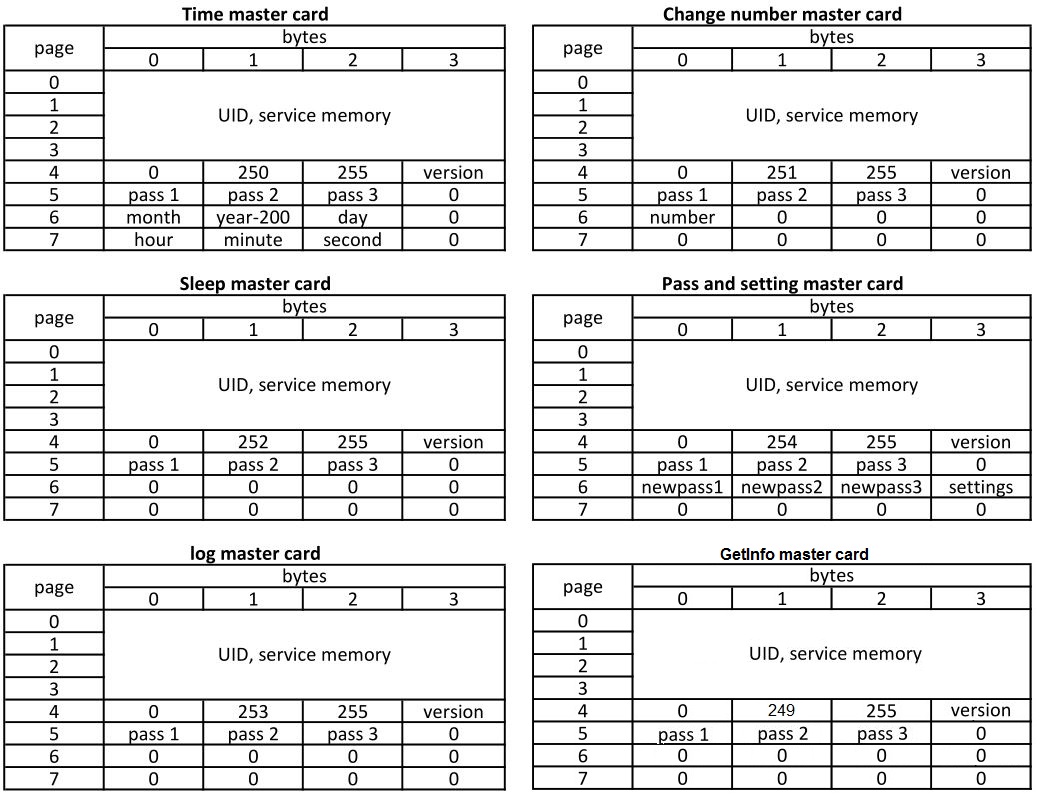 Time master card
bytes
page
0 1 2 3
0
1
UID, service memory
2
3
4 0 250 255 version
5 pass 1 pass 2 pass 3 0
6 month year-200 day 0
7 hour minute second 0
Change number master card
bytes
page
0 1 2 3
0
1
UID, service memory
2
3
4 0 251 255 version
5 pass 1 pass 2 pass 3 0
6 number 0 0 0
7 0 0 0 0
Sleep master card
bytes
page
0 1 2 3
0
1
UID, service memory
2
3
4 0 252 255 version
5 pass 1 pass 2 pass 3 0
6 0 0 0 0
7 0 0 0 0
Pass and setting master card
bytes
page
0 1 2 3
0
1
UID, service memory
2
3
4 0 254 255 version
5 pass 1 pass 2 pass 3 0
6 newpass1 newpass2 newpass3 settings
7 0 0 0 0
log master card
bytes
page
0 1 2 3
0
1
UID, service memory
2
3
4 0 253 255 version
5 pass 1 pass 2 pass 3 0
6 0 0 0 0
7 0 0 0 0
GetInfo master card
bytes
page
0 1 2 3
0
1
UID, service memory
2
3
4 0 249 255 version
5 pass 1 pass 2 pass 3 0
6 0 0 0 0
7 0 0 0 0